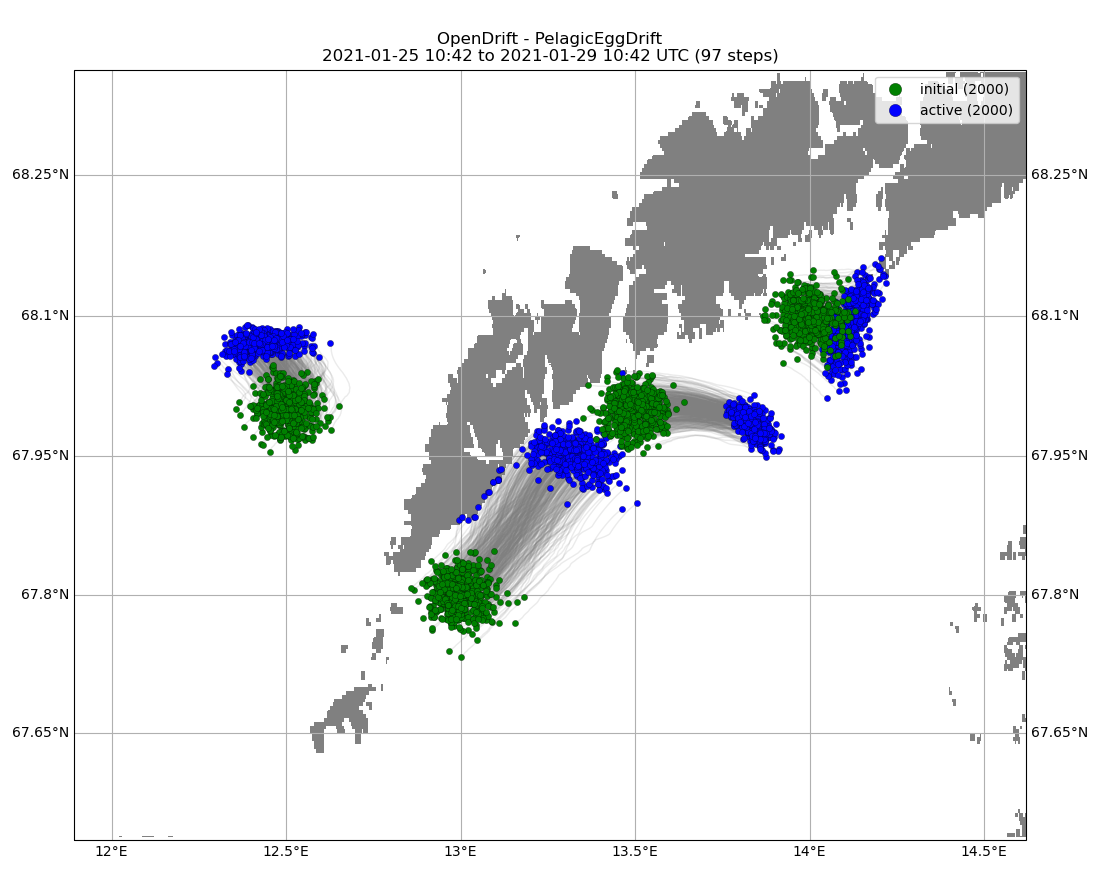 OpenDrift - PelagicEggDrift
2021-01-25 10:42 to 2021-01-29 10:42 UTC (97 steps)
initial (2000)
active (2000)
68.25°N
68.25°N
68.1°N
68.1°N
67.95°N
67.95°N
67.8°N
67.8°N
67.65°N
67.65°N
12°E
12.5°E
13°E
13.5°E
14°E
14.5°E